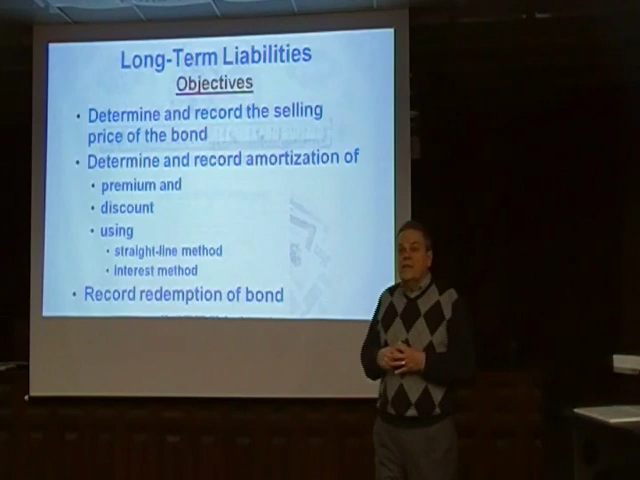 Long-Term Liabilities
Objectives
• Determine and record the selling
price of the bond
• Determine and record amortization of
• premium and
• discount
• using
• straight-line method
• interest method
• Record redemption of bond